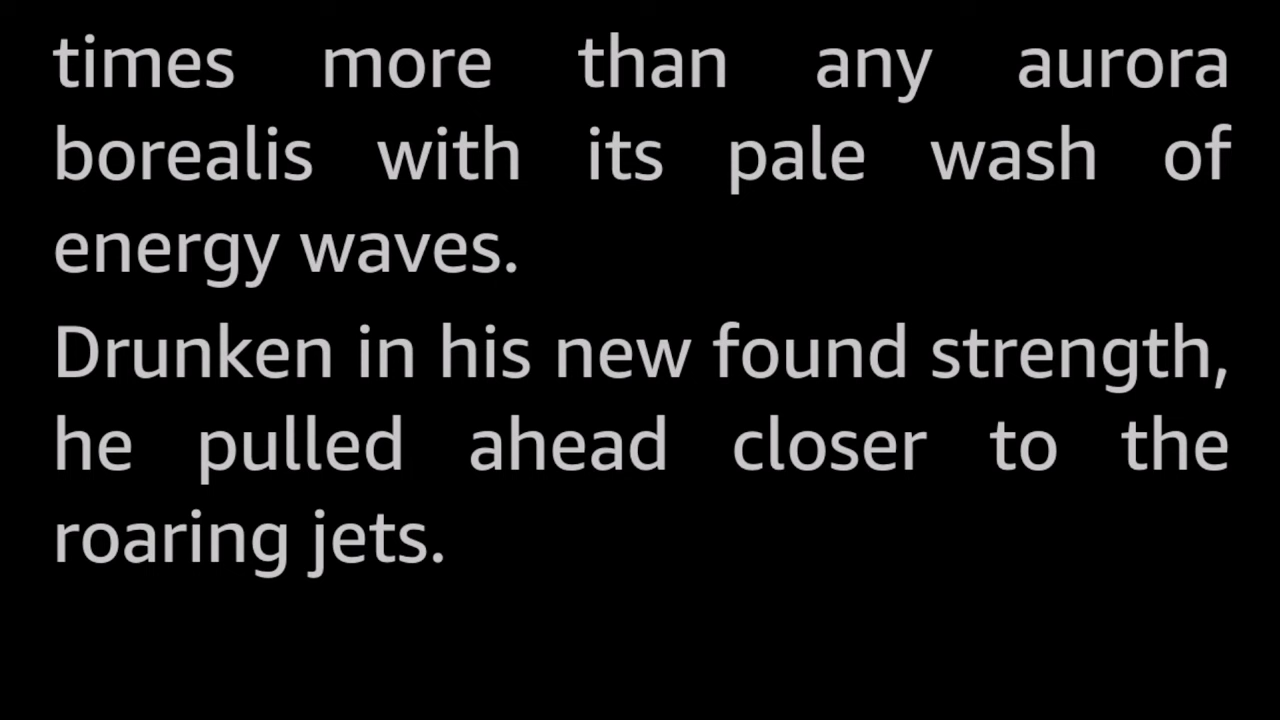 times more than any aurora
borealis with its pale wash of
energy waves.
Drunken in his new found strength,
he pulled ahead closer to the
roaring jets.